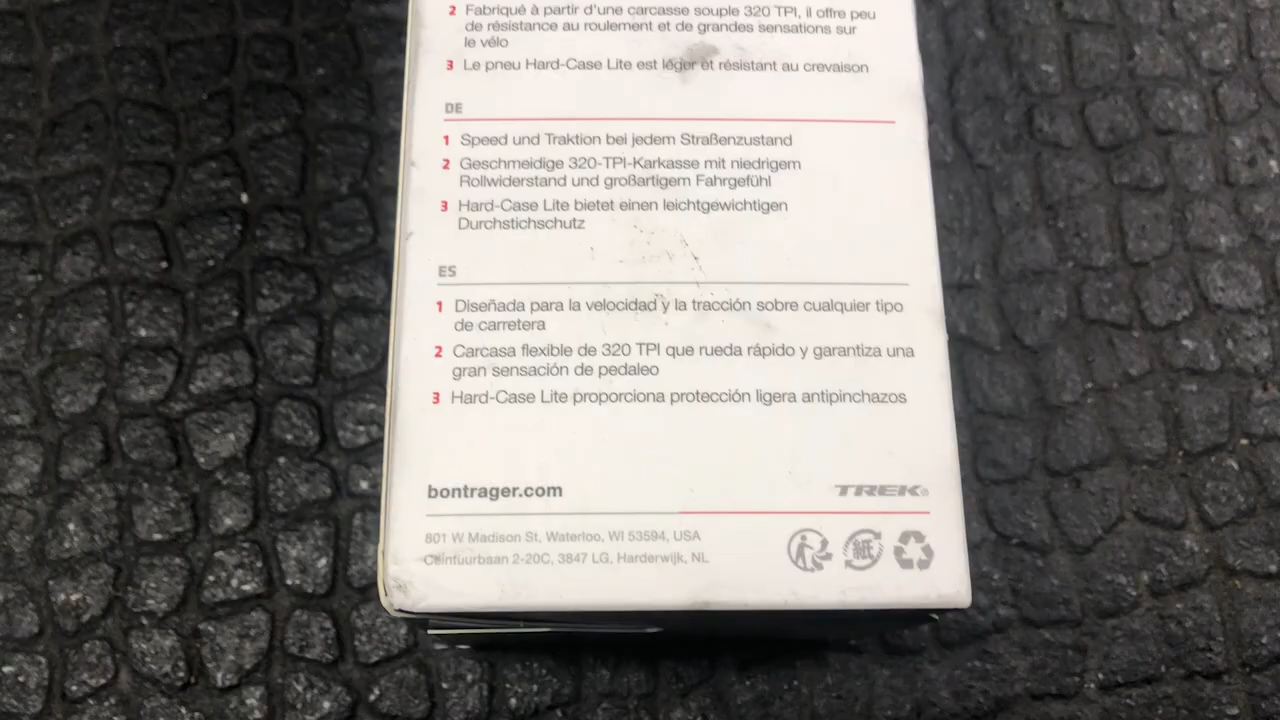 2 Fabriqué à partir d'une carcasse souple 320 TPI, il offre peu
de résistance au roulement et de grandes sensations sur
le vélo
3 Le pneu Hard-Case Lite est léger et résistant au crevaison
DE
1 Speed und Traktion bei jedem Straßenzustand
2 Geschmeidige 320-TPI-Karkasse mit niedrigem
Rollwiderstand und großartigem Fahrgefühl
3 Hard-Case Lite bietet einen leichtgewichtigen
Durchstichschutz
ES
1 Diseñada para la velocidad y la tracción sobre cualquier tipo
de carretera
2 Carcasa flexible de 320 TPI que rueda rápido y garantiza una
gran sensación de pedaleo
3 Hard-Case Lite proporciona protección ligera antipinchazos
bontrager.com
TREK®
801 W Madison St, Waterloo, WI 53594, USA
Ceintuurbaan 2-20C, 3847 LG, Harderwijk, NL
紙